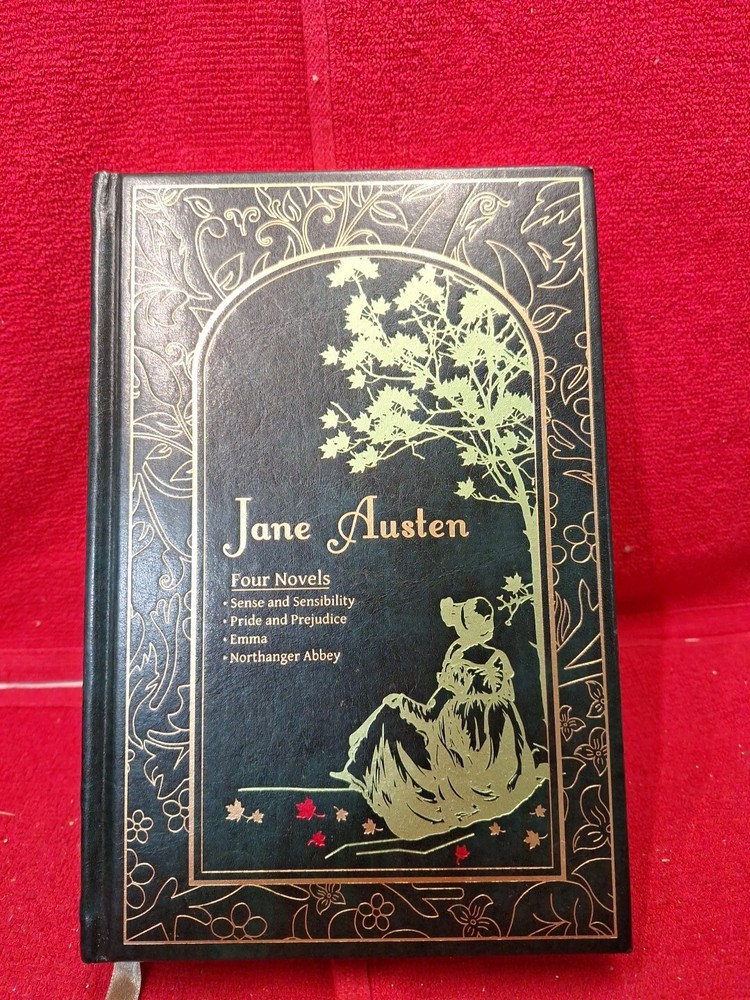 Jane Austen
Four Novels
• Sense and Sensibility
• Pride and Prejudice
• Emma
• Northanger Abbey